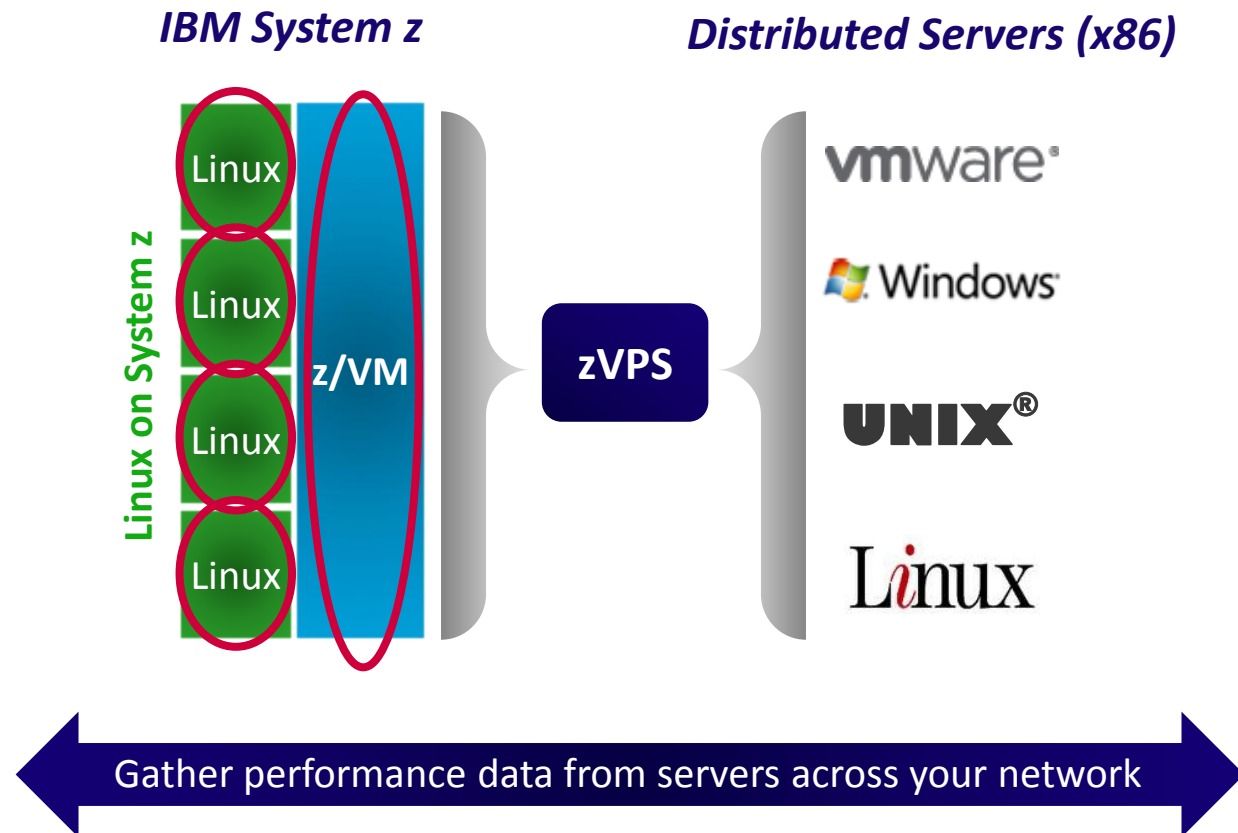 IBM System z
Distributed Servers (x86)
Linux on System z
Linux
Linux
Linux
Linux
z/VM
zVPS
vmware®
Windows
UNIX®
Linux
Gather performance data from servers across your network